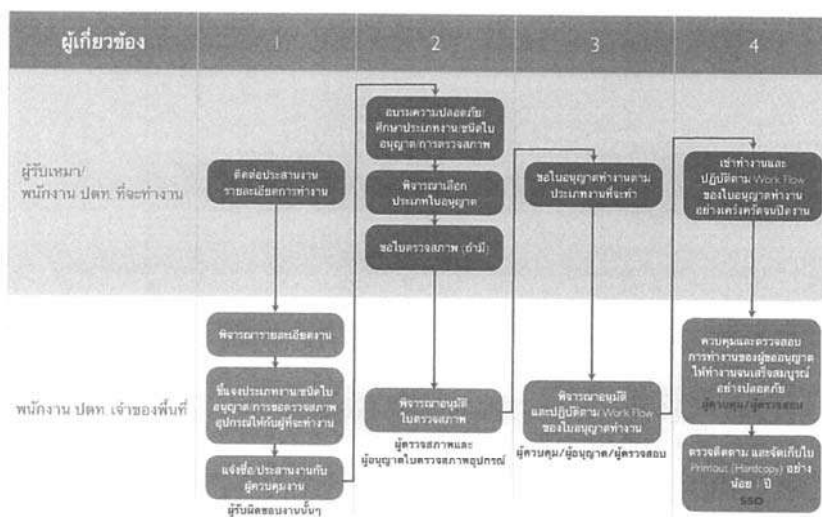 ผู้เกี่ยวข้อง
1
2
3
4
ผู้รับเหมา/
พนักงาน ปตท. ที่จะทำงาน
ติดต่อประสานงาน
รายละเอียดการทำงาน
อบรมความปลอดภัย/
ศึกษาประเภทงาน/ชนิดใบ
อนุญาต/การตรวจสภาพ
พิจารณาเลือก
ประเภทใบอนุญาต
ขอใบตรวจสภาพ (ถ้ามี)
ขอใบอนุญาตทำงานตาม
ประเภทงานที่จะทำ
เข้าทำงานและ
ปฏิบัติตาม Work Flow
ของใบอนุญาตทำงาน
อย่างเคร่งครัดจนปิดงาน
พนักงาน ปตท. เจ้าของพื้นที่
พิจารณารายละเอียดงาน
ชี้แจงประเภทงาน/ชนิดใบ
อนุญาต/การขอตรวจสภาพ
อุปกรณ์ให้กับผู้ที่จะทำงาน
แจ้งชื่อ/ประสานงานกับ
ผู้ควบคุมงาน
ผู้รับผิดชอบงานนั้นๆ
พิจารณาอนุมัติ
ใบตรวจสภาพ
ผู้ตรวจสภาพและ
ผู้อนุญาตใบตรวจสภาพอุปกรณ์
พิจารณาอนุมัติ
และปฏิบัติตาม Work Flow
ของใบอนุญาตทำงาน
ผู้ควบคุม/ผู้อนุญาต/ผู้ตรวจสอบ
ควบคุมและตรวจสอบ
การทำงานของผู้ขออนุญาต
ให้ทำงานจนเสร็จสมบูรณ์
อย่างปลอดภัย
ผู้ควบคุม/ผู้ตรวจสอบ
ตรวจติดตาม และจัดเก็บใบ
Printout (Hardcopy) อย่าง
น้อย 1 ปี
SSO